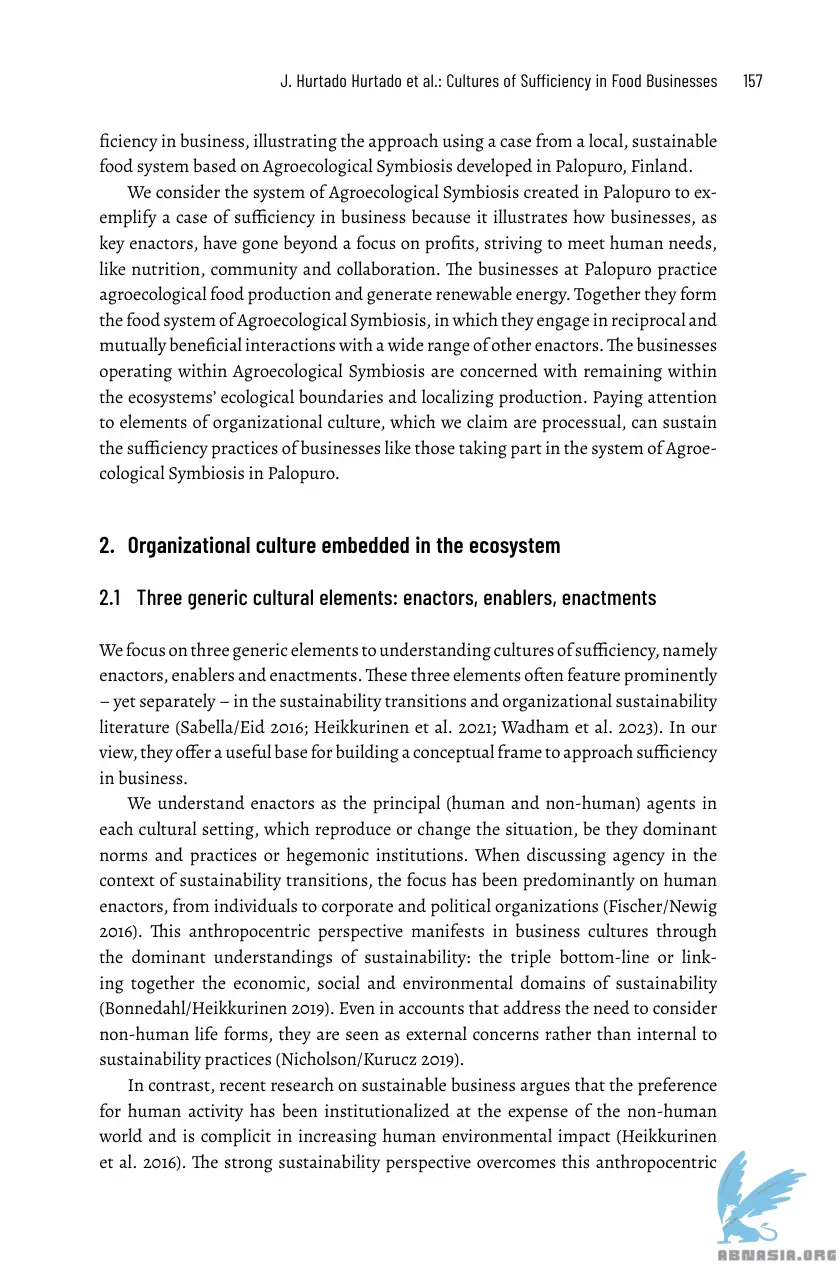 J. Hurtado Hurtado et al.: Cultures of Sufficiency in Food Businesses 157
ficiency in business, illustrating the approach using a case from a local, sustainable
food system based on Agroecological Symbiosis developed in Palopuro, Finland.
We consider the system of Agroecological Symbiosis created in Palopuro to ex-
emplify a case of sufficiency in business because it illustrates how businesses, as
key enactors, have gone beyond a focus on profits, striving to meet human needs,
like nutrition, community and collaboration. The businesses at Palopuro practice
agroecological food production and generate renewable energy. Together they form
the food system of Agroecological Symbiosis, in which they engage in reciprocal and
mutually beneficial interactions with a wide range of other enactors. The businesses
operating within Agroecological Symbiosis are concerned with remaining within
the ecosystems’ ecological boundaries and localizing production. Paying attention
to elements of organizational culture, which we claim are processual, can sustain
the sufficiency practices of businesses like those taking part in the system of Agroe-
cological Symbiosis in Palopuro.
2. Organizational culture embedded in the ecosystem
2.1 Three generic cultural elements: enactors, enablers, enactments
We focus on three generic elements to understanding cultures of sufficiency, namely
enactors, enablers and enactments. These three elements often feature prominently
– yet separately – in the sustainability transitions and organizational sustainability
literature (Sabella/Eid 2016; Heikkurinen et al. 2021; Wadham et al. 2023). In our
view, they offer a useful base for building a conceptual frame to approach sufficiency
in business.
We understand enactors as the principal (human and non-human) agents in
each cultural setting, which reproduce or change the situation, be they dominant
norms and practices or hegemonic institutions. When discussing agency in the
context of sustainability transitions, the focus has been predominantly on human
enactors, from individuals to corporate and political organizations (Fischer/Newig
2016). This anthropocentric perspective manifests in business cultures through
the dominant understandings of sustainability: the triple bottom-line or link-
ing together the economic, social and environmental domains of sustainability
(Bonnedahl/Heikkurinen 2019). Even in accounts that address the need to consider
non-human life forms, they are seen as external concerns rather than internal to
sustainability practices (Nicholson/Kurucz 2019).
In contrast, recent research on sustainable business argues that the preference
for human activity has been institutionalized at the expense of the non-human
world and is complicit in increasing human environmental impact (Heikkurinen
et al. 2016). The strong sustainability perspective overcomes this anthropocentric
ABNASIA.ORG